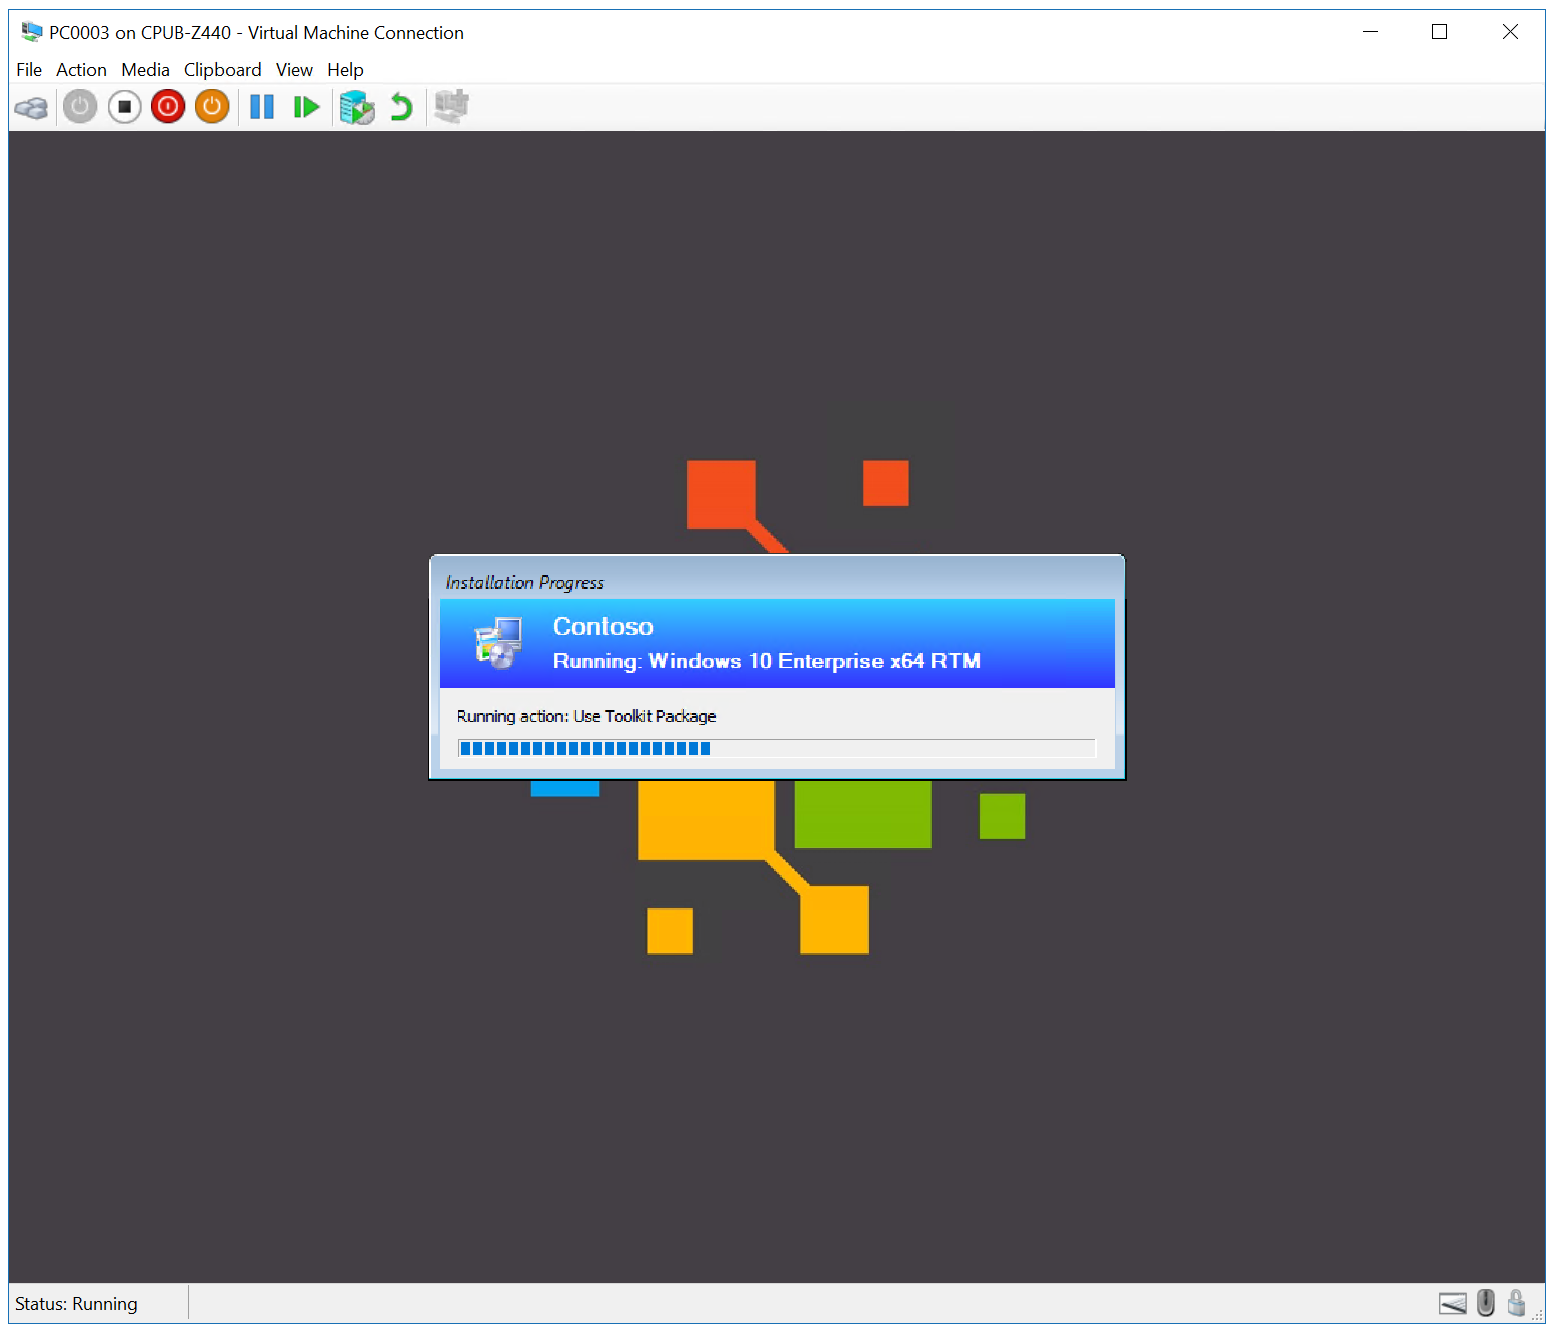 PC0003 on CPUB-Z440 - Virtual Machine Connection
File Action Media Clipboard View Help
Installation Progress
Contoso
Running: Windows 10 Enterprise x64 RTM
Running action: Use Toolkit Package
Status: Running